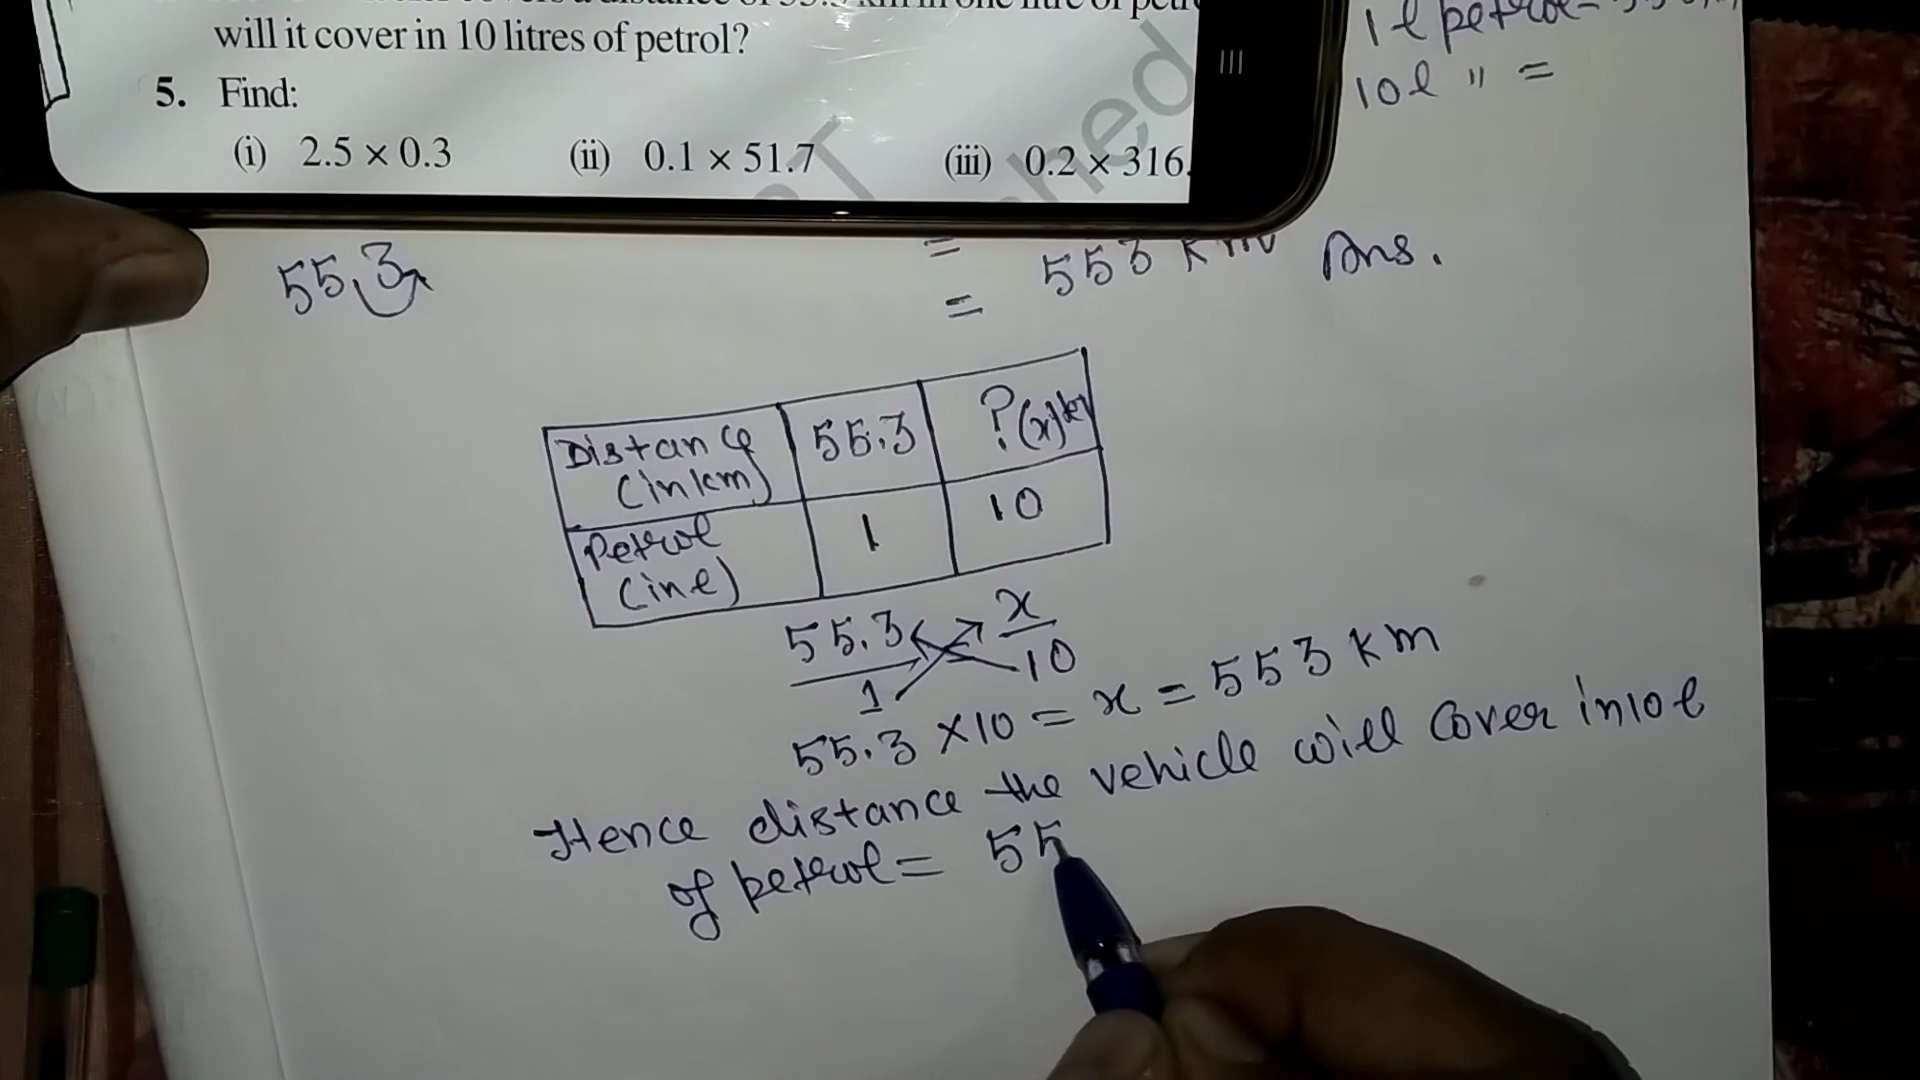 will it cover in 10 litres of petrol?
5. Find:
(i) 2.5 × 0.3 (ii) 0.1 × 51.7 (iii) 0.2 × 316.
1 l petrol =
10 l " =
55.3
=
= 553 km Ans.
Distance (in km) 55.3 ?(x) km
Petrol (in l) 1 10
55.3 x
1 10
55.3 × 10 = x = 553 km
Hence distance the vehicle will cover in 10 l
of petrol = 55